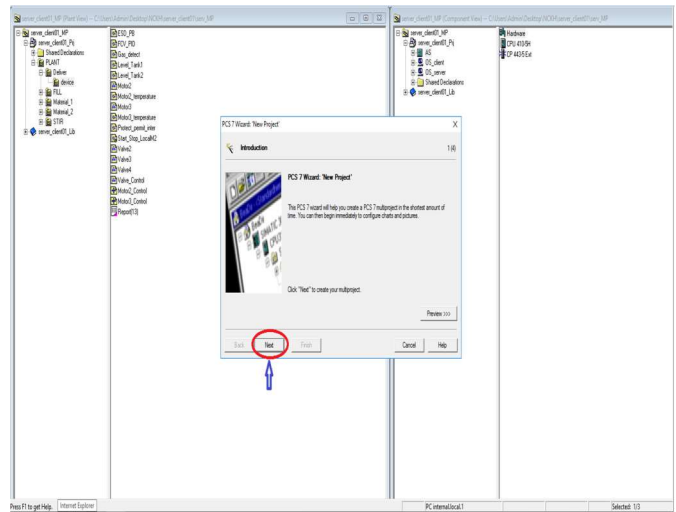 server_client01_MP (Plant View) -- C:\Users\Admin\Desktop\NOEH\server_client01\serv_MP
server_client01_MP
server_client01_Prj
Shared Declarations
PLANT
Deliver
device
FILL
Material_1
Material_2
STIR
server_client01_Lib
ESD_PB
FCV_PID
Gas_detect
Level_Tank1
Level_Tank2
Motor2
Motor2_temperature
Motor3
Motor3_temperature
Protect_permit_inter
Start_Stop_LocalM2
Valve2
Valve3
Valve4
Valve_Control
Motor2_Control
Motor3_Control
Report(13)
server_client01_MP (Component View) -- C:\Users\Admin\Desktop\NOEH\server_client01\serv_MP
server_client01_MP
server_client01_Prj
AS
OS_client
OS_server
Shared Declarations
server_client01_Lib
Hardware
CPU 410-5H
CP 443-5 Ext
PCS 7 Wizard: 'New Project'
X
Introduction
1 (4)
PCS 7 Wizard: 'New Project'
This PCS 7 wizard will help you create a PCS 7 multiproject in the shortest amount of
time. You can then begin immediately to configure charts and pictures.
Click "Next" to create your multiproject.
Preview >>>
Back Next Finish Cancel Help
Press F1 to get Help. Internet Explorer PC internal.local.1 Selected: 1/3